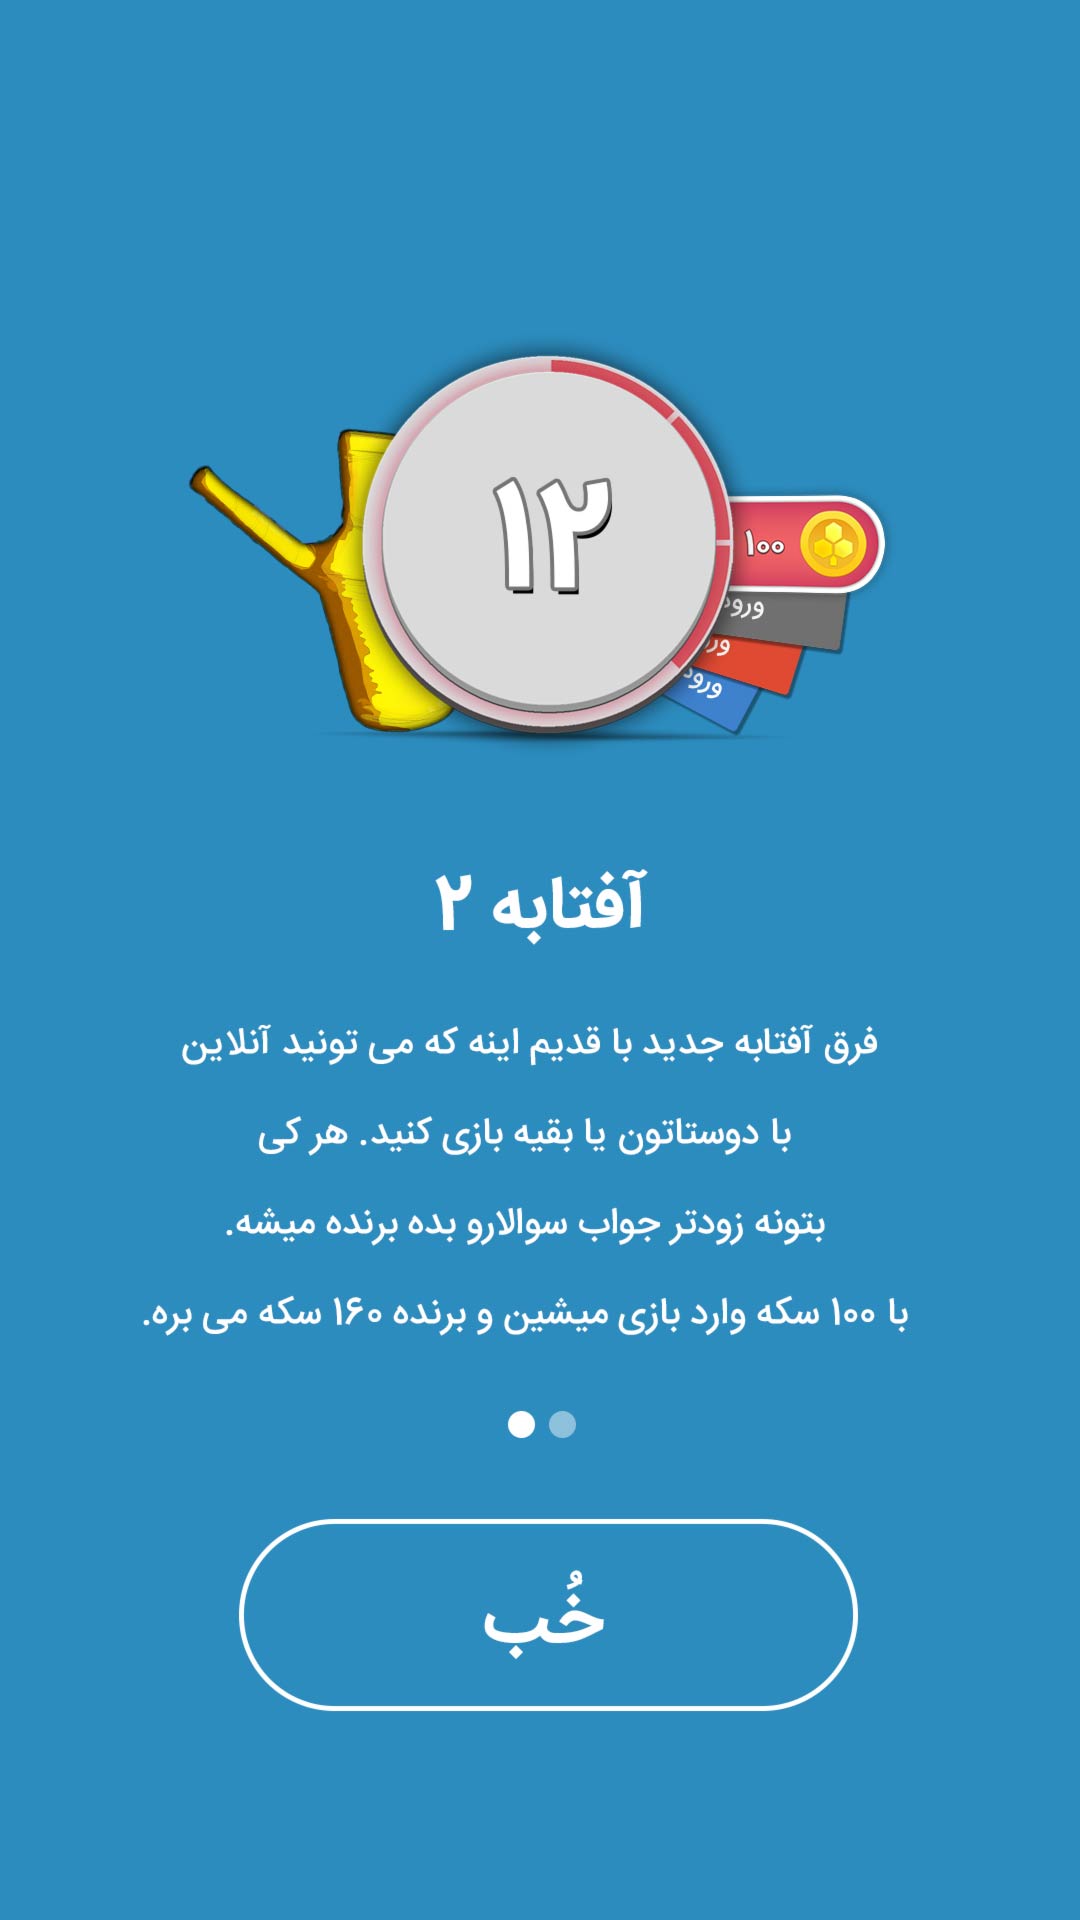 ۱۲
۱۰۰
ورود
ورود
آفتابه ۲
فرق آفتابه جدید با قدیم اینه که می تونید آنلاین
با دوستاتون یا بقیه بازی کنید. هر کی
بتونه زودتر جواب سوالارو بده برنده میشه.
با ۱۰۰ سکه وارد بازی میشین و برنده ۱۶۰ سکه می بره.
خُب